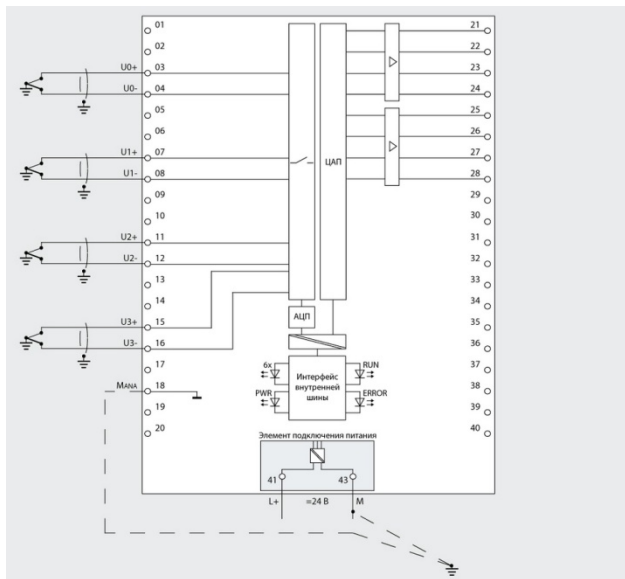 01 21
02 22
U0+ 03 23
U0- 04 24
05 25
06 26
U1+ 07 ЦАП 27
U1- 08 28
09 29
10 30
U2+ 11 31
U2- 12 32
13 33
14 34
U3+ 15 АЦП 35
U3- 16 36
17 6x RUN 37
Интерфейс
внутренней
шины
MANA 18 PWR ERROR 38
19 39
20 40
Элемент подключения питания
41 43
L+ =24 В M